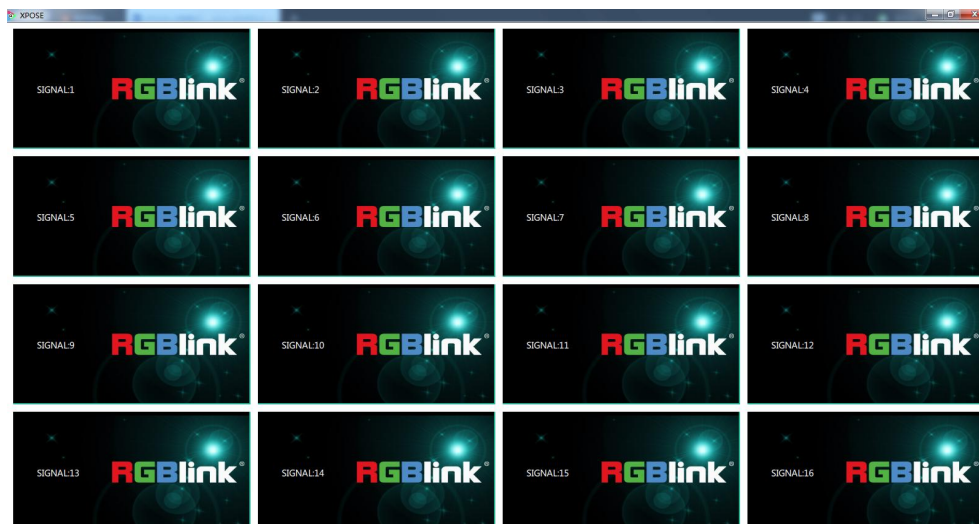 XPOSE
SIGNAL:1 RGBlink® SIGNAL:2 RGBlink® SIGNAL:3 RGBlink® SIGNAL:4 RGBlink®
SIGNAL:5 RGBlink® SIGNAL:6 RGBlink® SIGNAL:7 RGBlink® SIGNAL:8 RGBlink®
SIGNAL:9 RGBlink® SIGNAL:10 RGBlink® SIGNAL:11 RGBlink® SIGNAL:12 RGBlink®
SIGNAL:13 RGBlink® SIGNAL:14 RGBlink® SIGNAL:15 RGBlink® SIGNAL:16 RGBlink®